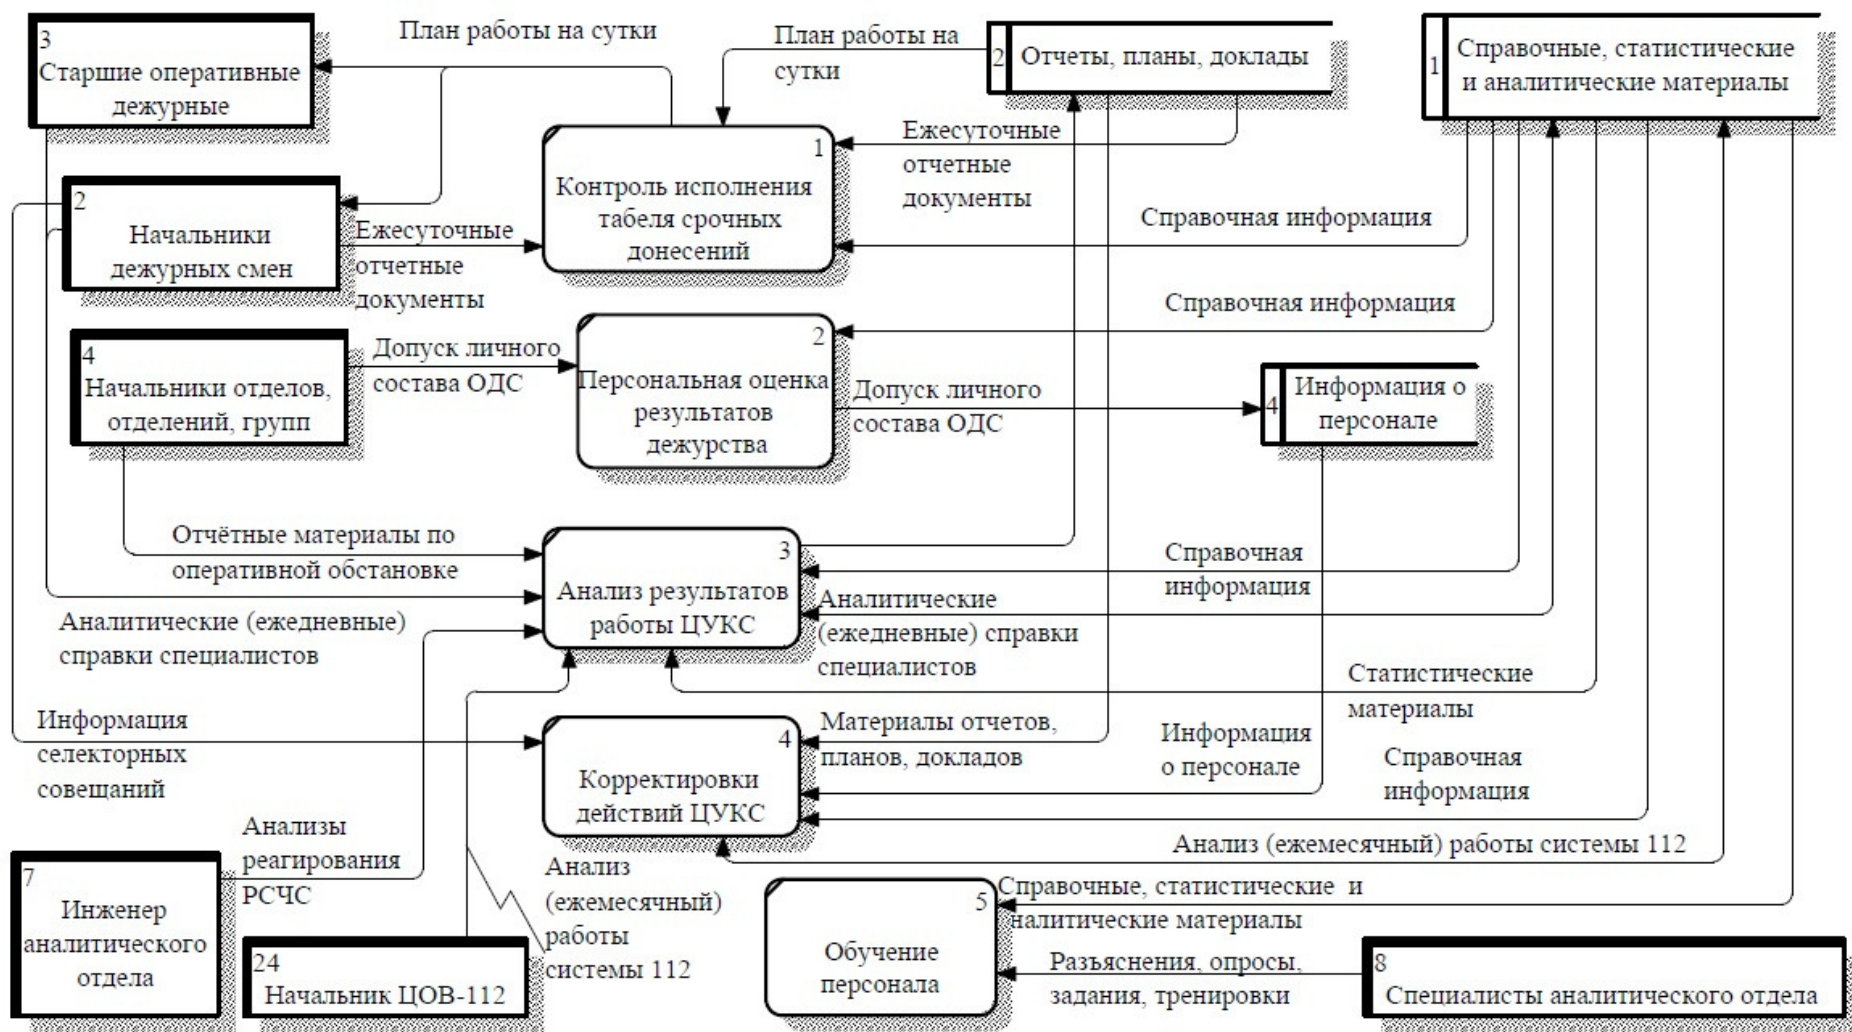 3
Старшие оперативные
дежурные
План работы на сутки
План работы на
сутки
2
Отчеты, планы, доклады
1
Справочные, статистические
и аналитические материалы
Ежесуточные
отчетные
документы
1
Контроль исполнения
табеля срочных
донесений
2
Начальники
дежурных смен
Ежесуточные
отчетные
документы
Справочная информация
Справочная информация
4
Начальники отделов,
отделений, групп
Допуск личного
состава ОДС
2
Персональная оценка
результатов
дежурства
Допуск личного
состава ОДС
4
Информация о
персонале
Отчётные материалы по
оперативной обстановке
3
Анализ результатов
работы ЦУКС
Справочная
информация
Аналитические (ежедневные)
справки специалистов
Аналитические
(ежедневные) справки
специалистов
Статистические
материалы
Информация
селекторных
совещаний
4
Корректировки
действий ЦУКС
Материалы отчетов,
планов, докладов
Информация
о персонале
Справочная
информация
Анализы
реагирования
РСЧС
Анализ (ежемесячный) работы системы 112
7
Инженер
аналитического
отдела
24
Начальник ЦОВ-112
Анализ
(ежемесячный)
работы
системы 112
5
Обучение
персонала
Справочные, статистические и
налитические материалы
Разъяснения, опросы,
задания, тренировки
8
Специалисты аналитического отдела